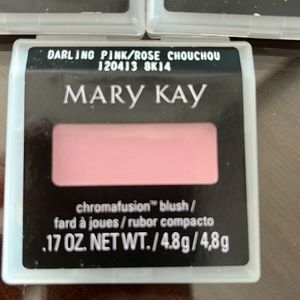 DARLING PINK/ROSE CHOUCHOU
120413 8K14
MARY KAY
chromafusion™ blush/
fard à joues / rubor compacto
.17 OZ. NET WT. / 4.8g / 4,8g